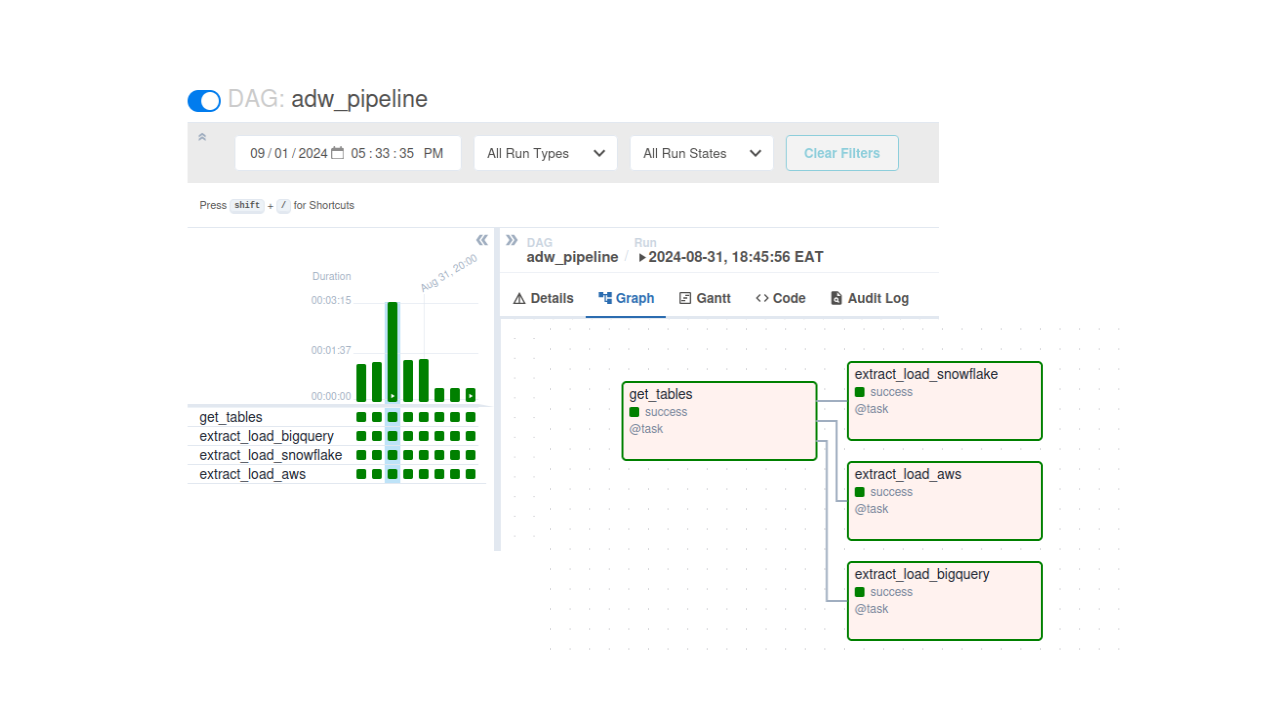 DAG: adw_pipeline
09 / 01 / 2024 05 : 33 : 35 PM All Run Types All Run States Clear Filters
Press shift + / for Shortcuts
Duration
Aug 31, 20:00
00:03:15
00:01:37
00:00:00
get_tables
extract_load_bigquery
extract_load_snowflake
extract_load_aws
DAG Run
adw_pipeline / 2024-08-31, 18:45:56 EAT
Details Graph Gantt Code Audit Log
get_tables
success
@task
extract_load_snowflake
success
@task
extract_load_aws
success
@task
extract_load_bigquery
success
@task